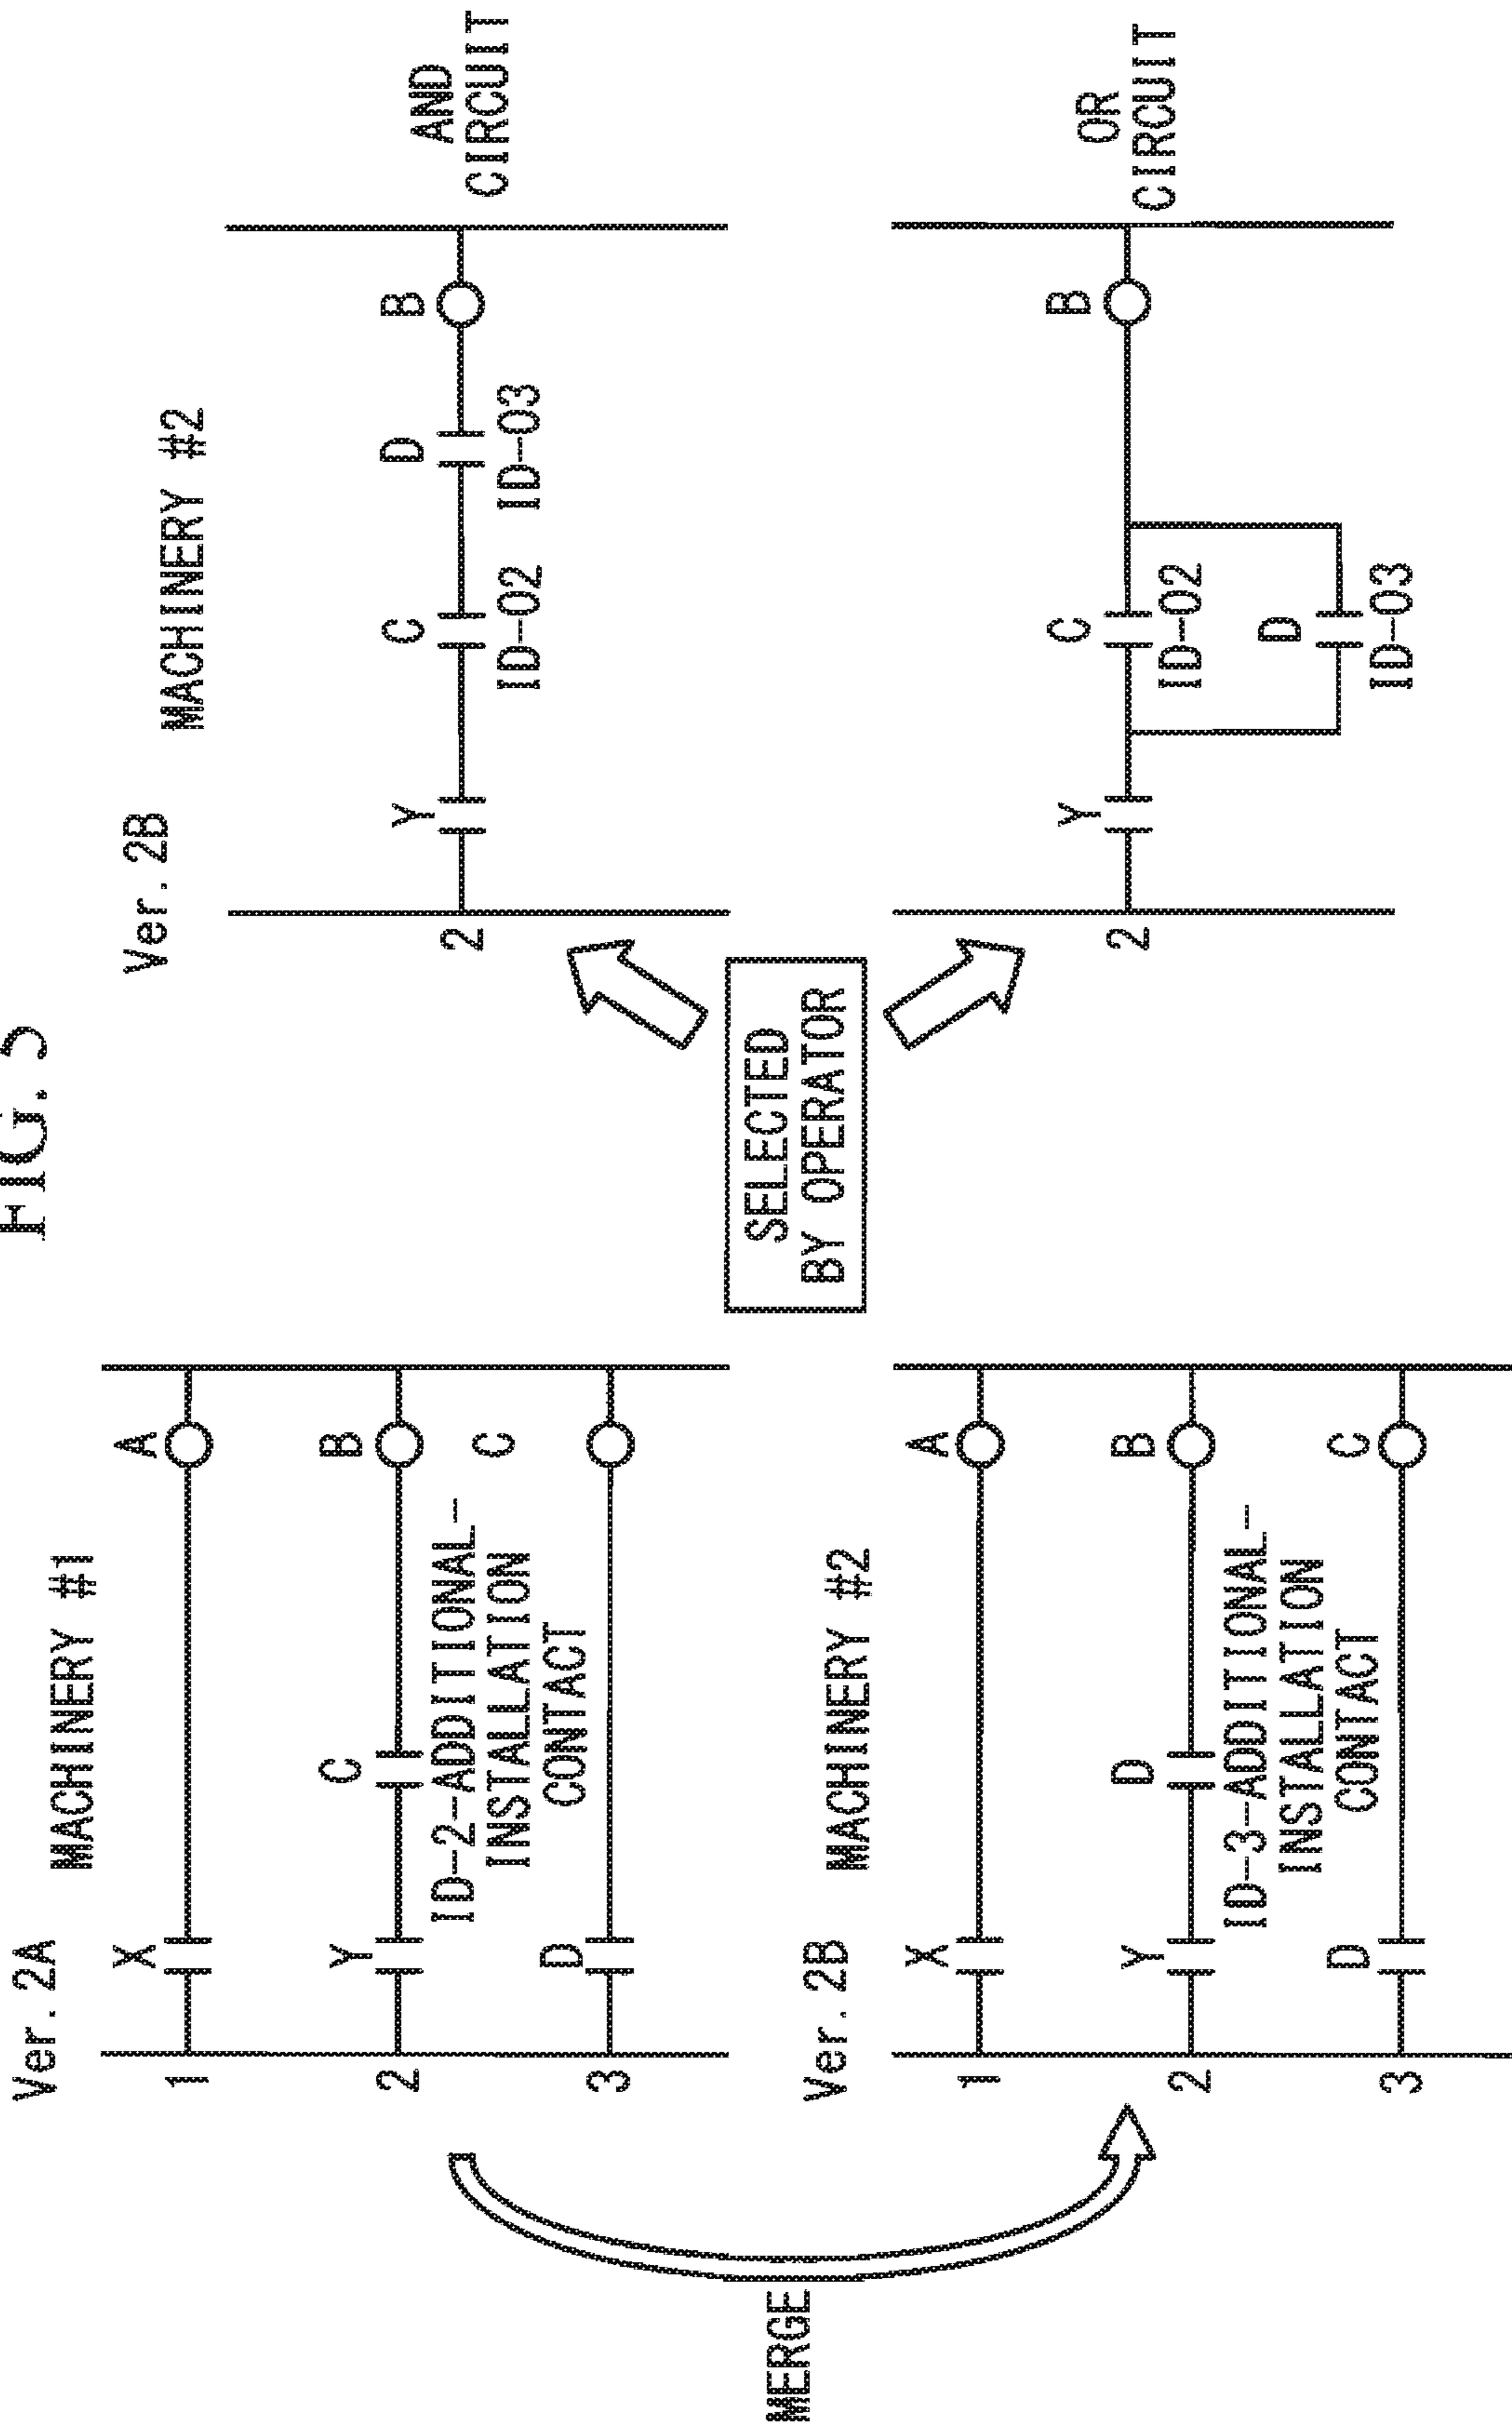 FIG. 5
Ver. 2A
MACHINERY #1
1
X
A
2
Y
C
B
ID-2-ADDITIONAL-
INSTALLATION
CONTACT
3
D
C
MERGE
Ver. 2B
MACHINERY #2
1
X
A
2
Y
D
B
ID-3-ADDITIONAL-
INSTALLATION
CONTACT
3
D
C
SELECTED
BY OPERATOR
Ver. 2B
MACHINERY #2
2
Y
C
ID-02
D
ID-03
B
AND
CIRCUIT
2
Y
C
ID-02
D
ID-03
B
OR
CIRCUIT